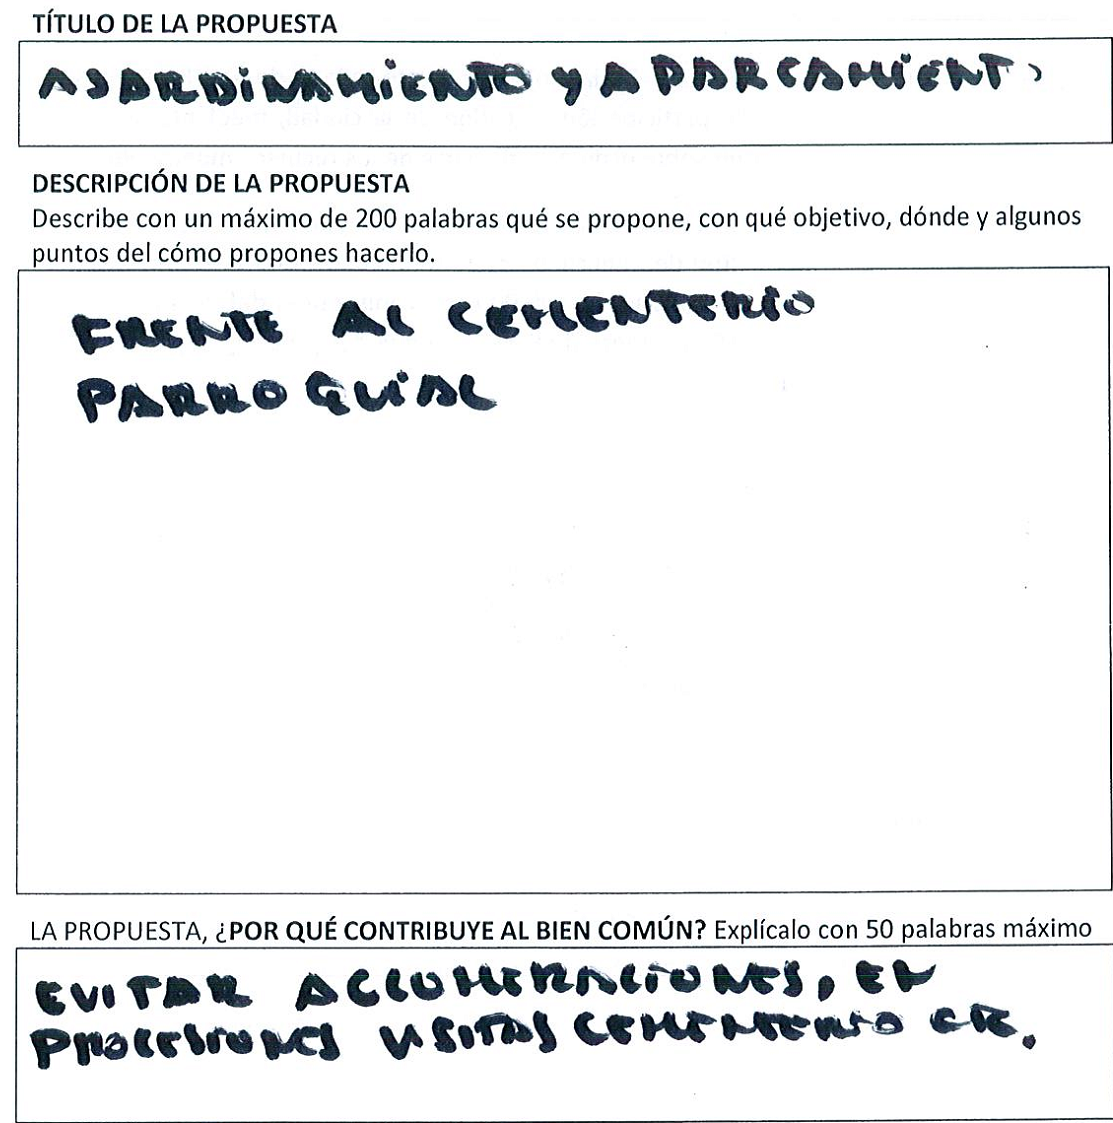 TÍTULO DE LA PROPUESTA
AJARDINAMIENTO Y APARCAMIENTO
DESCRIPCIÓN DE LA PROPUESTA
Describe con un máximo de 200 palabras qué se propone, con qué objetivo, dónde y algunos
puntos del cómo propones hacerlo.
FRENTE AL CEMENTERIO
PARROQUIAL
LA PROPUESTA, ¿POR QUÉ CONTRIBUYE AL BIEN COMÚN? Explícalo con 50 palabras máximo
EVITAR AGLOMERACIONES, EN
PROCESIONES VISITAS CEMENTERIO ETC.